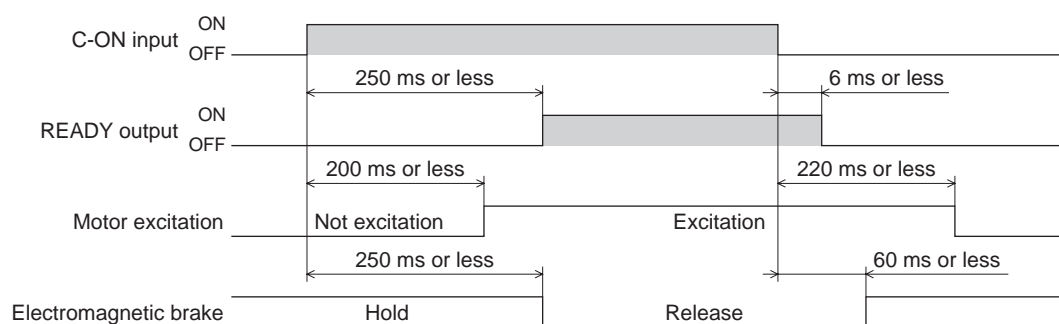 C-ON input
ON
OFF
250 ms or less
6 ms or less
READY output
ON
OFF
200 ms or less
220 ms or less
Motor excitation
Not excitation
Excitation
250 ms or less
60 ms or less
Electromagnetic brake
Hold
Release